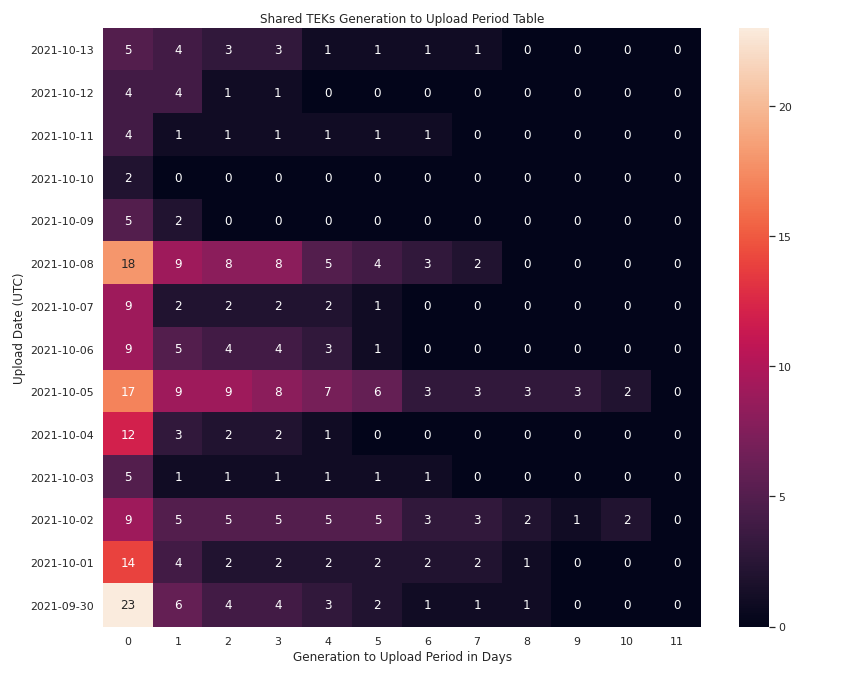 Shared TEKs Generation to Upload Period Table
2021-10-13 5 4 3 3 1 1 1 1 0 0 0 0
2021-10-12 4 4 1 1 0 0 0 0 0 0 0 0
2021-10-11 4 1 1 1 1 1 1 0 0 0 0 0
2021-10-10 2 0 0 0 0 0 0 0 0 0 0 0
2021-10-09 5 2 0 0 0 0 0 0 0 0 0 0
2021-10-08 18 9 8 8 5 4 3 2 0 0 0 0
2021-10-07 9 2 2 2 2 1 0 0 0 0 0 0
2021-10-06 9 5 4 4 3 1 0 0 0 0 0 0
2021-10-05 17 9 9 8 7 6 3 3 3 3 2 0
2021-10-04 12 3 2 2 1 0 0 0 0 0 0 0
2021-10-03 5 1 1 1 1 1 1 0 0 0 0 0
2021-10-02 9 5 5 5 5 5 3 3 2 1 2 0
2021-10-01 14 4 2 2 2 2 2 2 1 0 0 0
2021-09-30 23 6 4 4 3 2 1 1 1 0 0 0
0 1 2 3 4 5 6 7 8 9 10 11
Generation to Upload Period in Days
Upload Date (UTC)
20
15
10
5
0